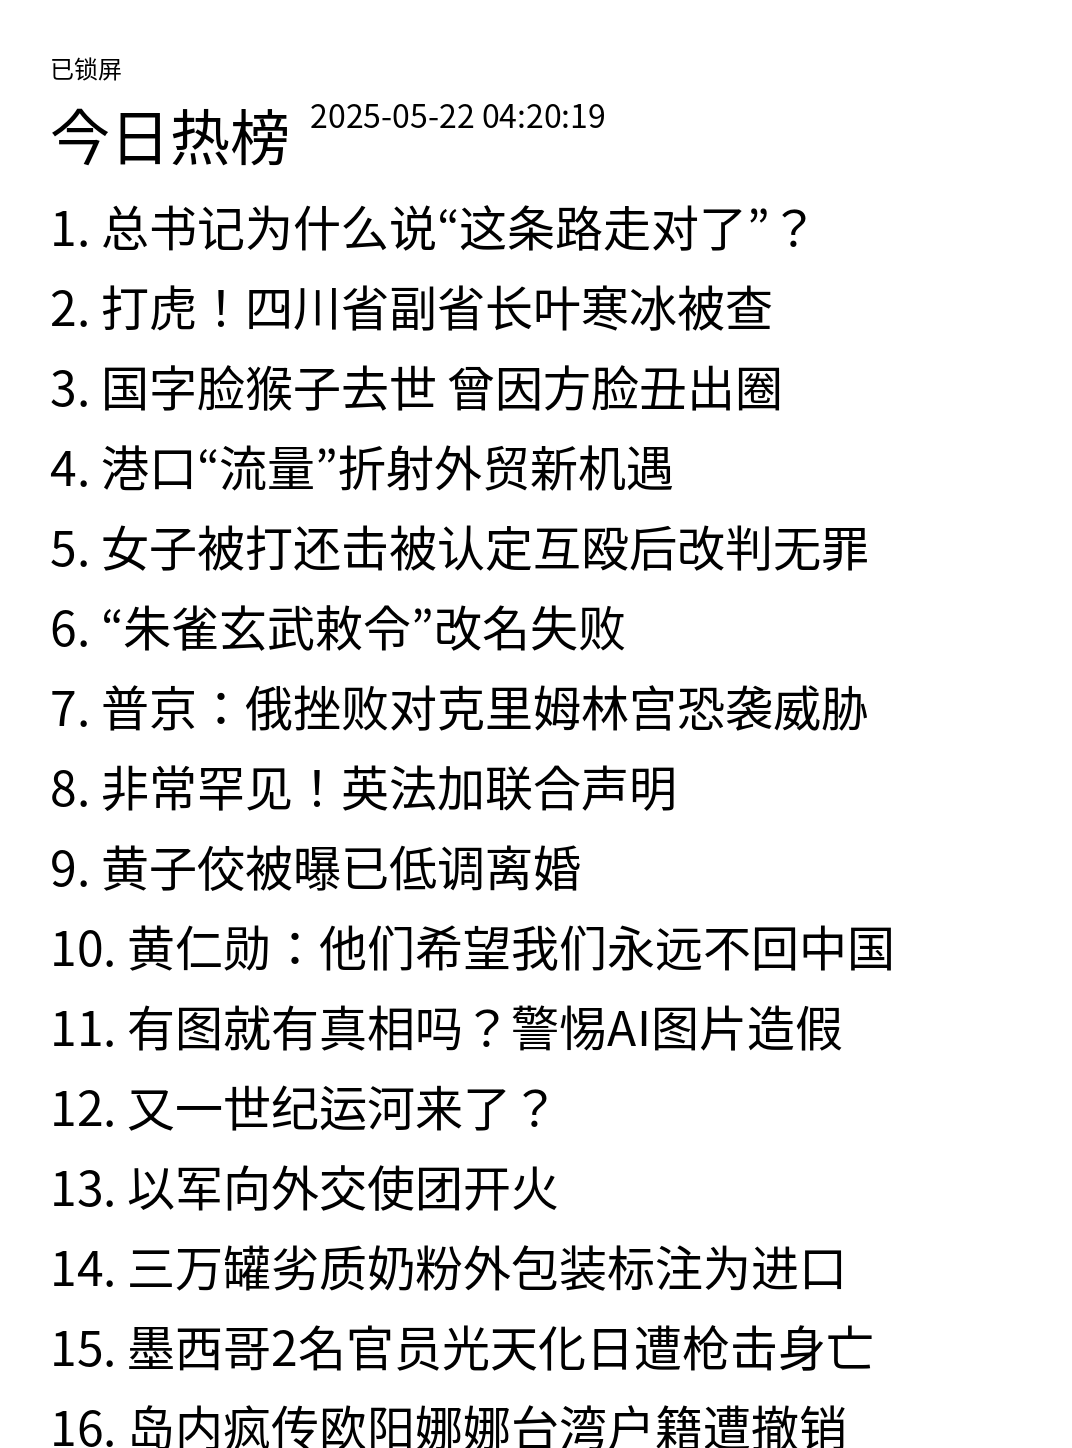 已锁屏
今日热榜 2025-05-22 04:20:19
1. 总书记为什么说“这条路走对了”？
2. 打虎！四川省副省长叶寒冰被查
3. 国字脸猴子去世 曾因方脸丑出圈
4. 港口“流量”折射外贸新机遇
5. 女子被打还击被认定互殴后改判无罪
6. “朱雀玄武敕令”改名失败
7. 普京：俄挫败对克里姆林宫恐袭威胁
8. 非常罕见！英法加联合声明
9. 黄子佼被曝已低调离婚
10. 黄仁勋：他们希望我们永远不回中国
11. 有图就有真相吗？警惕AI图片造假
12. 又一世纪运河来了？
13. 以军向外交使团开火
14. 三万罐劣质奶粉外包装标注为进口
15. 墨西哥2名官员光天化日遭枪击身亡
16. 岛内疯传欧阳娜娜台湾户籍遭撤销